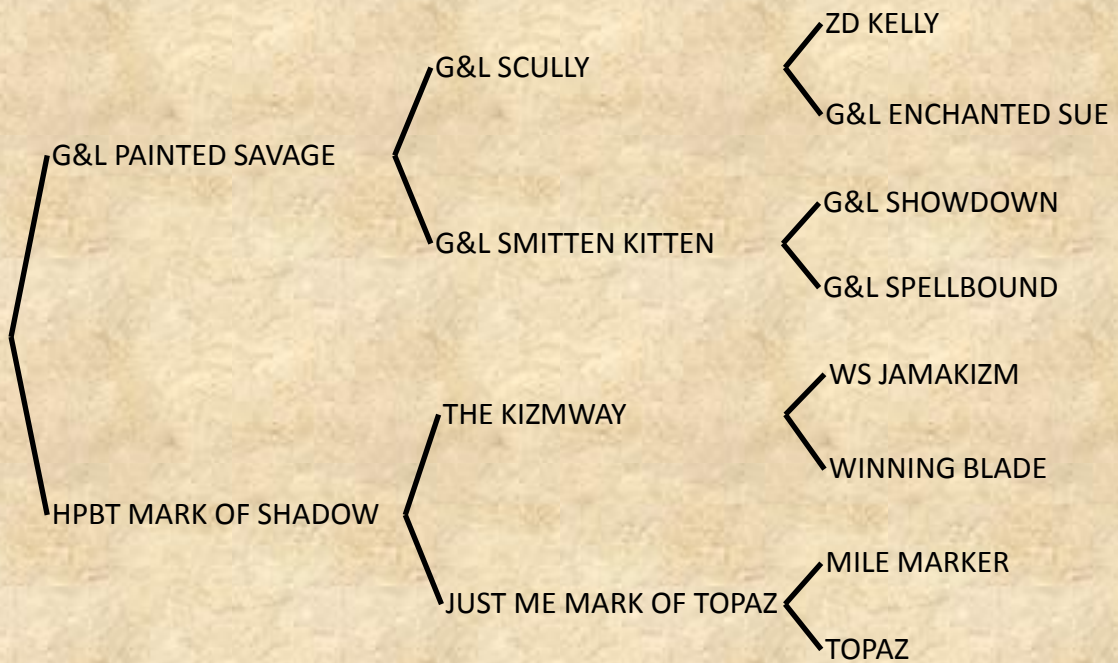 ZD KELLY
G&L SCULLY
G&L ENCHANTED SUE
G&L PAINTED SAVAGE
G&L SHOWDOWN
G&L SMITTEN KITTEN
G&L SPELLBOUND
WS JAMAKIZM
THE KIZMWAY
WINNING BLADE
HPBT MARK OF SHADOW
MILE MARKER
JUST ME MARK OF TOPAZ
TOPAZ